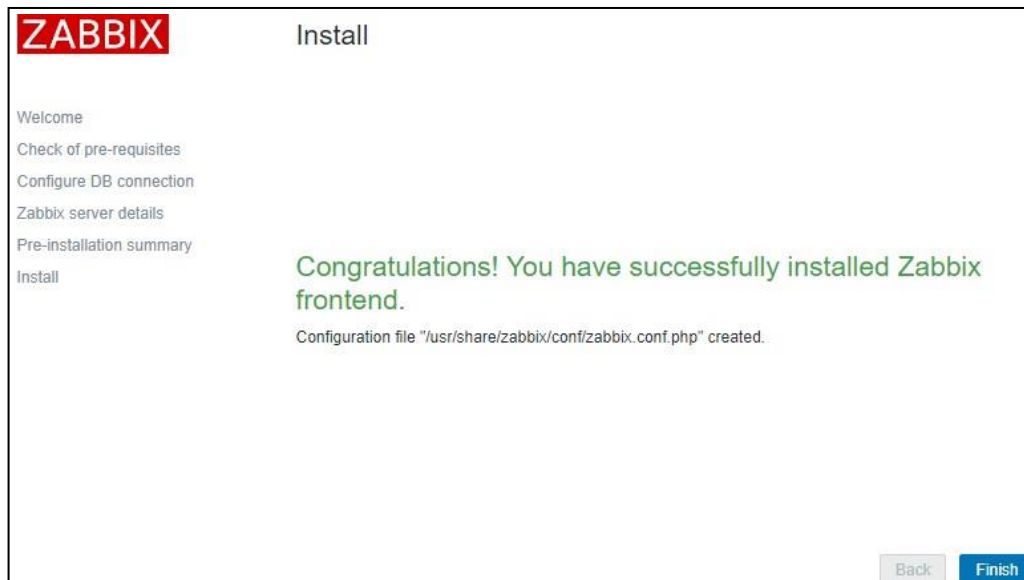 ZABBIX
Install
Welcome
Check of pre-requisites
Configure DB connection
Zabbix server details
Pre-installation summary
Install
Congratulations! You have successfully installed Zabbix
frontend.
Configuration file "/usr/share/zabbix/conf/zabbix.conf.php" created.
Back
Finish